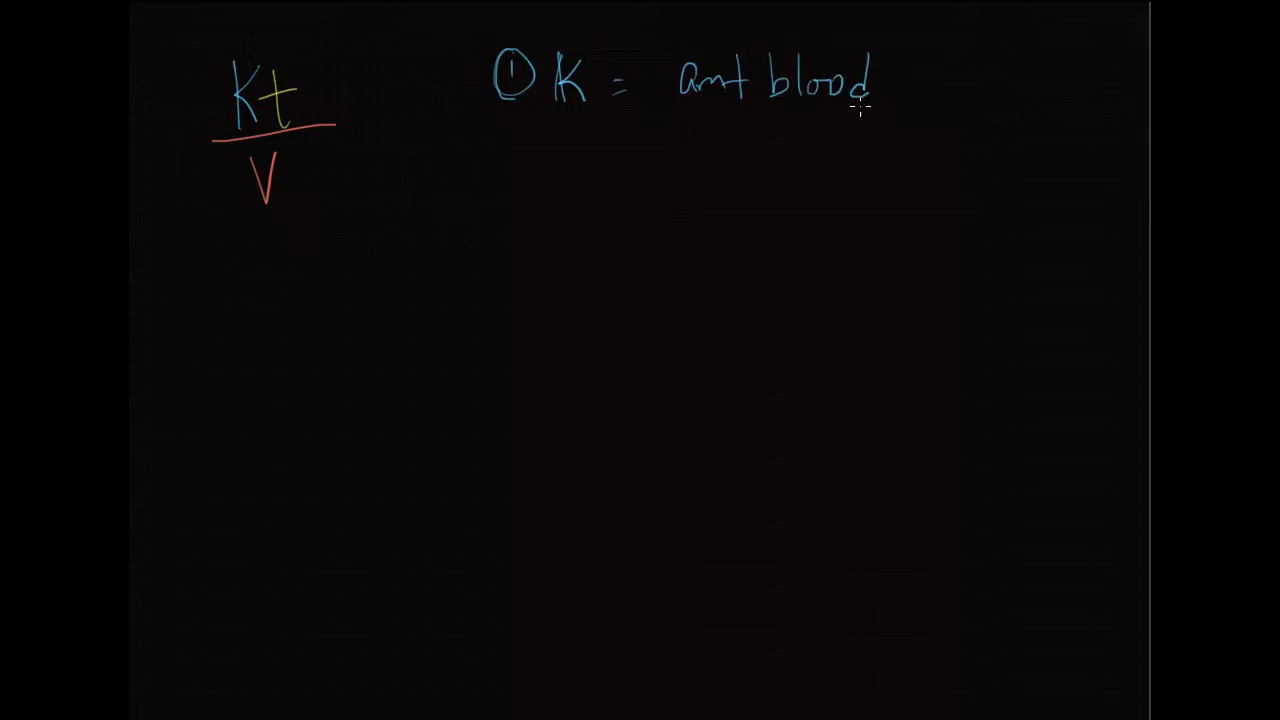 Kt
V
① K = amt blood